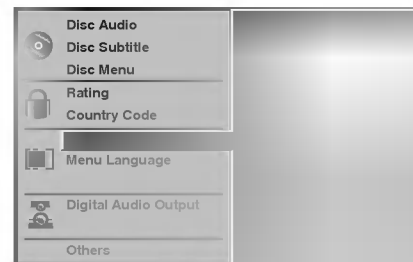 Disc Audio
Disc Subtitle
Disc Menu
Rating
Country Code
Menu Language
Digital Audio Output
Others